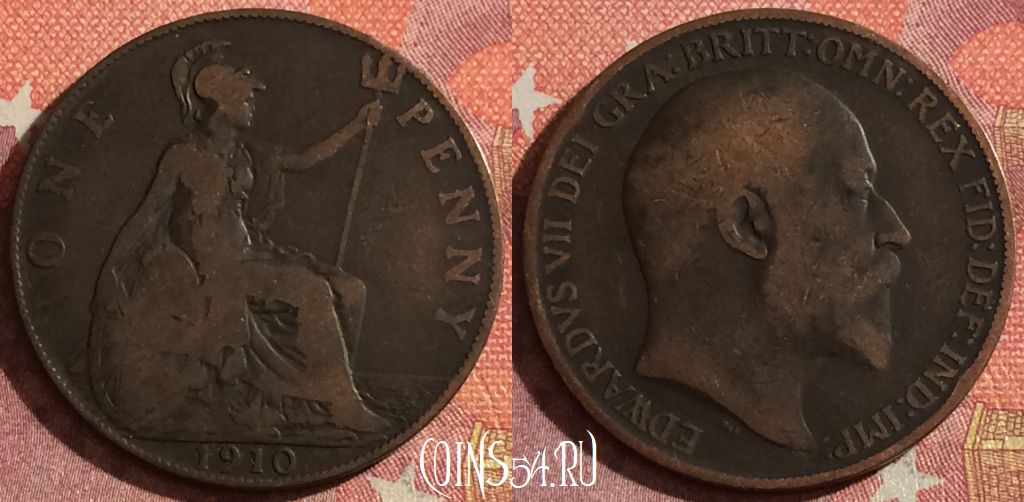 ONE PENNY
1910
EDWARDVS VII DEI GRA: BRITT: OMN: REX FID: DEF: IND: IMP:
COINS54.RU